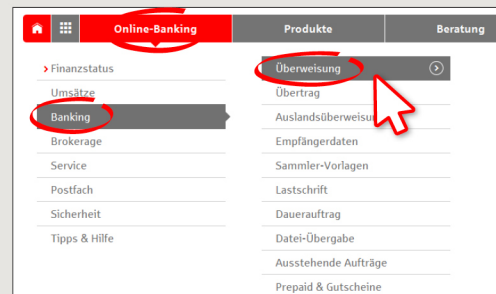 Online-Banking Produkte Beratung
Finanzstatus
Umsätze
Banking
Brokerage
Service
Postfach
Sicherheit
Tipps & Hilfe
Überweisung
Übertrag
Auslandsüberweisu
Empfängerdaten
Sammler-Vorlagen
Lastschrift
Dauerauftrag
Datei-Übergabe
Ausstehende Aufträge
Prepaid & Gutscheine